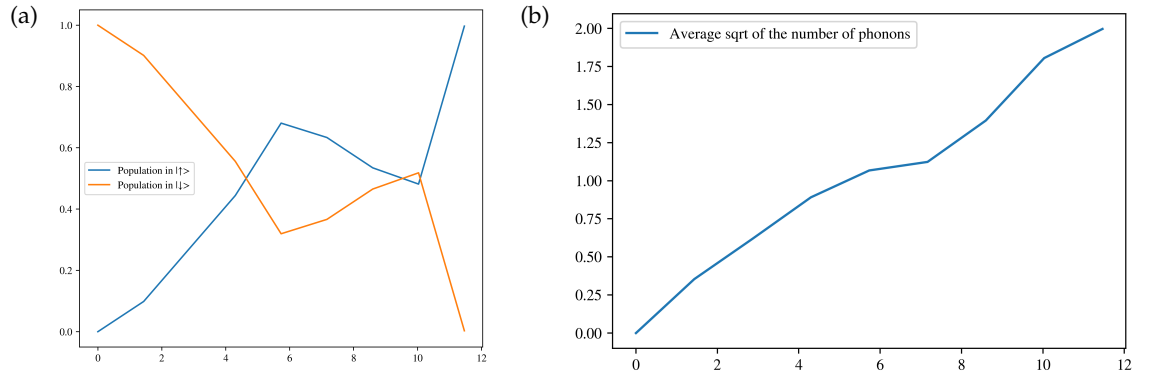 (a)
1.0
0.8
0.6
0.4
0.2
0.0
Population in |↑>
Population in |↓>
0 2 4 6 8 10 12
(b)
2.00
1.75
1.50
1.25
1.00
0.75
0.50
0.25
0.00
Average sqrt of the number of phonons
0 2 4 6 8 10 12